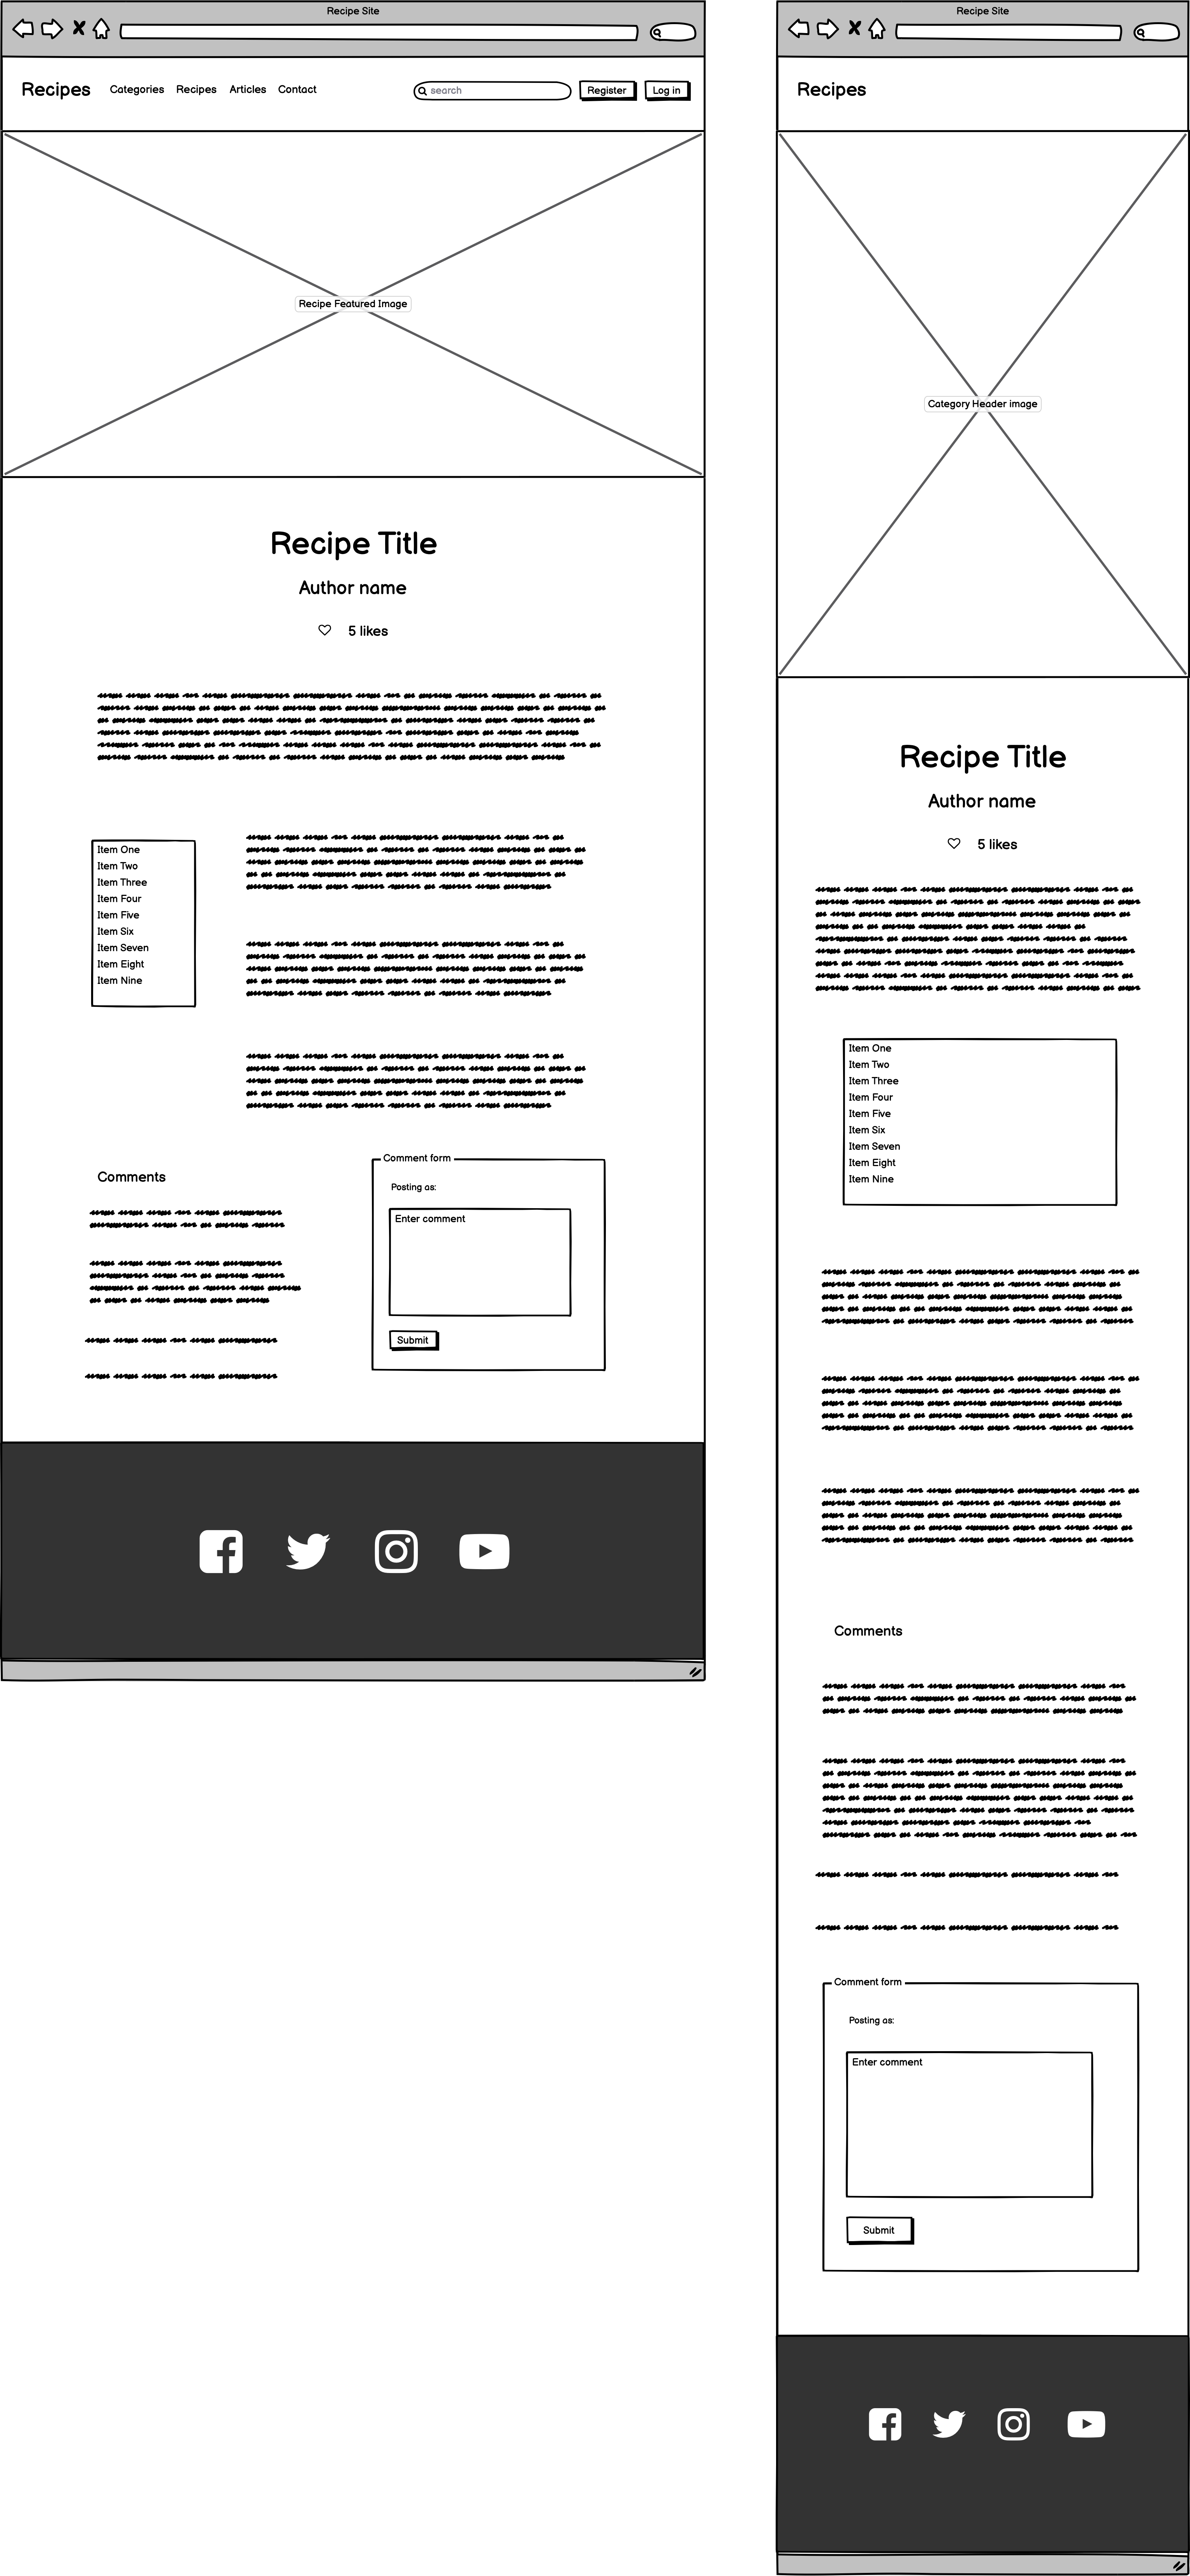 Recipe Site
Recipes Categories Recipes Articles Contact search Register Log in
Recipe Featured Image
Recipe Title
Author name
5 likes
Item One
Item Two
Item Three
Item Four
Item Five
Item Six
Item Seven
Item Eight
Item Nine
Comments
Comment form
Posting as:
Enter comment
Submit
Recipe Site
Recipes
Category Header image
Recipe Title
Author name
5 likes
Item One
Item Two
Item Three
Item Four
Item Five
Item Six
Item Seven
Item Eight
Item Nine
Comments
Comment form
Posting as:
Enter comment
Submit